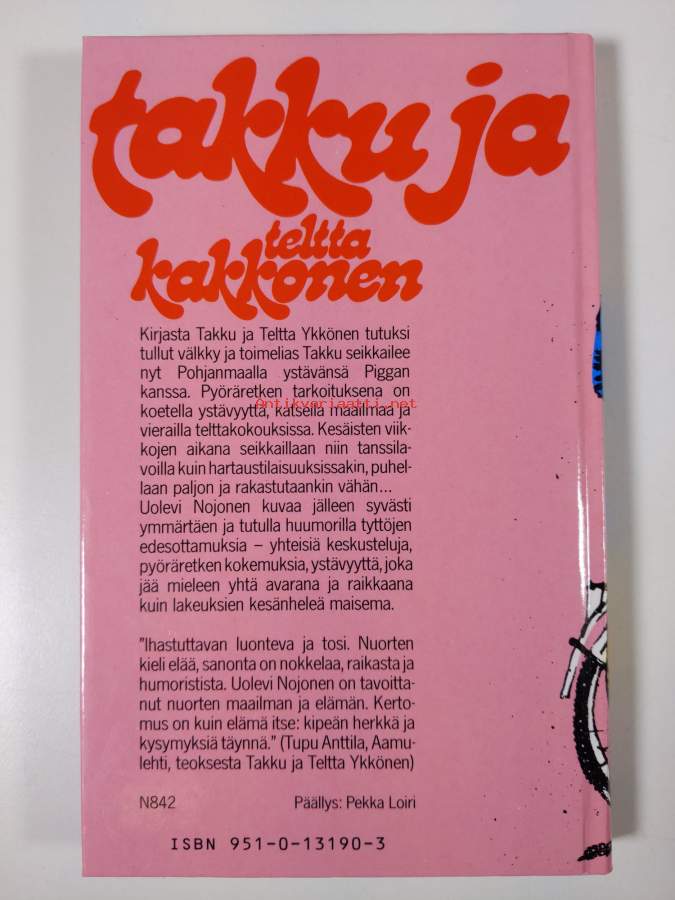 takku ja
teltta
kakkonen
Kirjasta Takku ja Teltta Ykkönen tutuksi
tullut välkky ja toimelias Takku seikkailee
nyt Pohjanmaalla ystävänsä Piggan
kanssa. Pyöräretken tarkoituksena on
koetella ystävyyttä, katsella maailmaa ja
Antikvariaatti.net
vierailla telttakokouksissa. Kesäisten viik-
kojen aikana seikkaillaan niin tanssila-
voilla kuin hartaustilaisuuksissakin, puhel-
laan paljon ja rakastutaankin vähän...
Uolevi Nojonen kuvaa jälleen syvästi
ymmärtäen ja tutulla huumorilla tyttöjen
edesottamuksia – yhteisiä keskusteluja,
pyöräretken kokemuksia, ystävyyttä, joka
jää mieleen yhtä avarana ja raikkaana
kuin lakeuksien kesänheleä maisema.
"Ihastuttavan luonteva ja tosi. Nuorten
kieli elää, sanonta on nokkelaa, raikasta ja
humoristista. Uolevi Nojonen on tavoitta-
nut nuorten maailman ja elämän. Kerto-
mus on kuin elämä itse: kipeän herkkä ja
kysymyksiä täynnä." (Tupu Anttila, Aamu-
lehti, teoksesta Takku ja Teltta Ykkönen)
N842 Päällys: Pekka Loiri
ISBN 951-0-13190-3